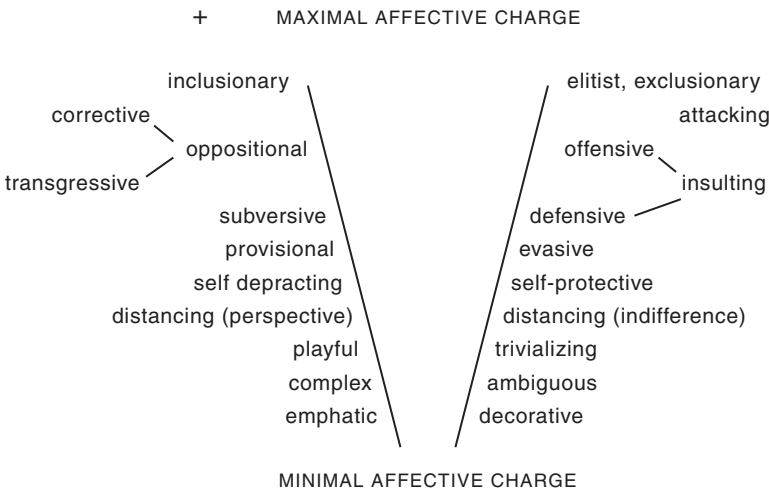 + MAXIMAL AFFECTIVE CHARGE
inclusionary elitist, exclusionary
corrective attacking
oppositional offensive
transgressive insulting
subversive defensive
provisional evasive
self depracting self-protective
distancing (perspective) distancing (indifference)
playful trivializing
complex ambiguous
emphatic decorative
MINIMAL AFFECTIVE CHARGE